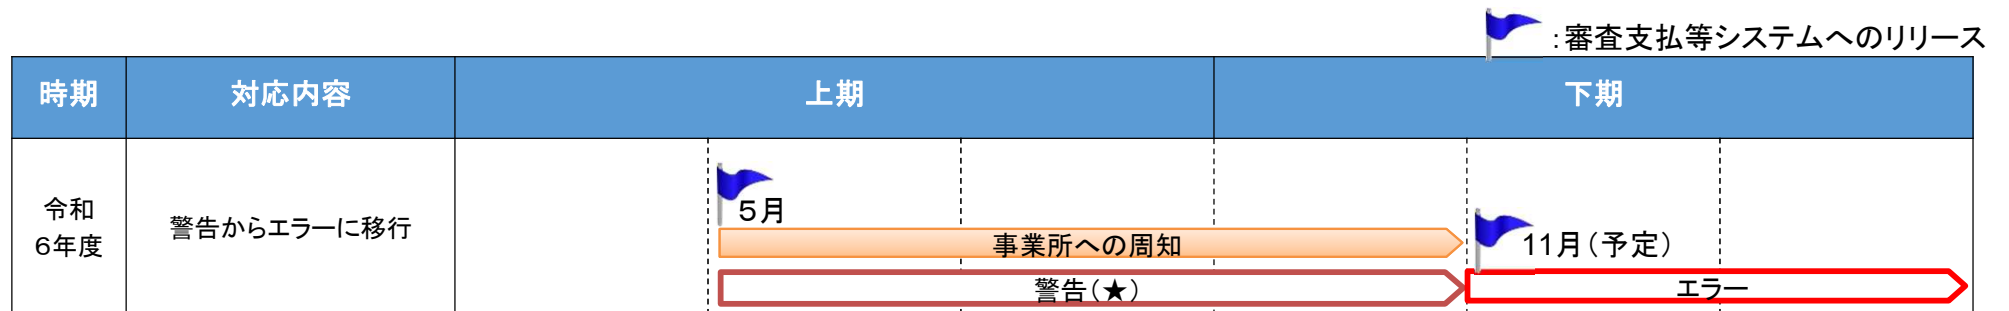 ：審査支払等システムへのリリース
時期 対応内容 上期 下期
令和
６年度
警告からエラーに移行
５月
事業所への周知
11月（予定）
警告（★）
エラー